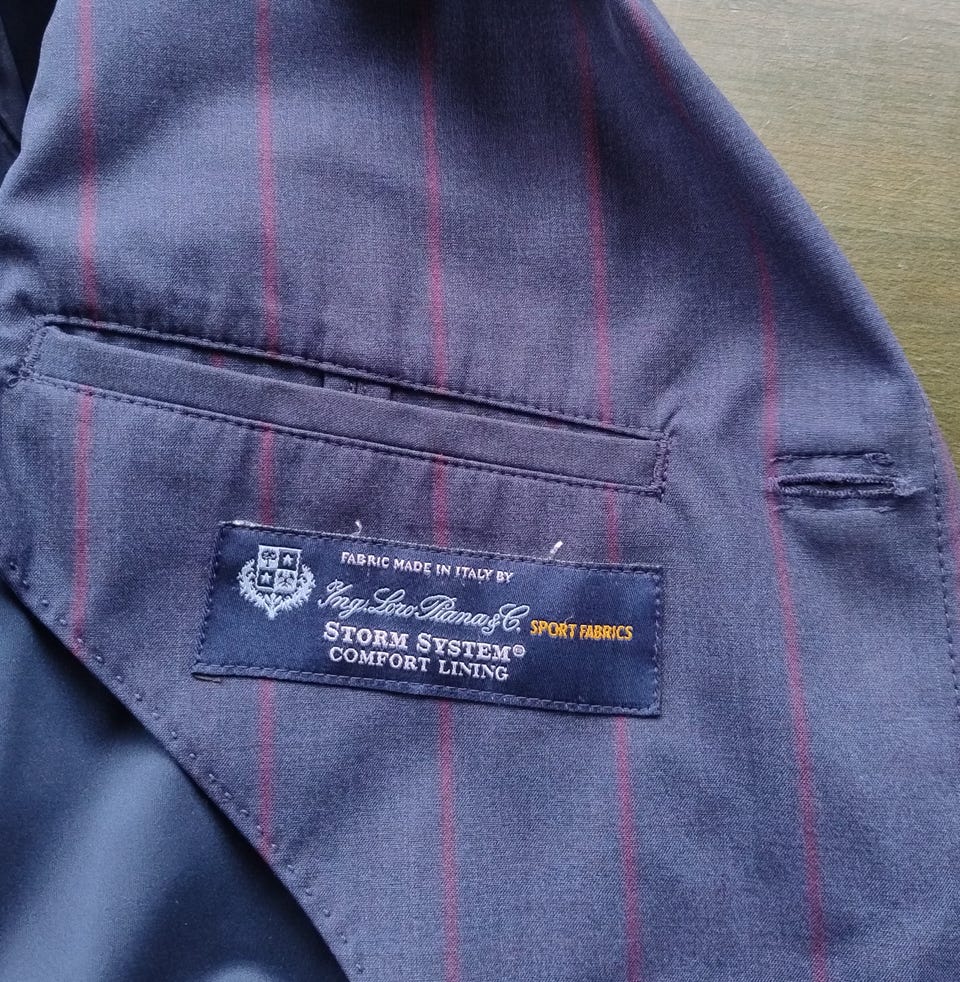 FABRIC MADE IN ITALY BY
Ing. Loro Piana & C. SPORT FABRICS
STORM SYSTEM®
COMFORT LINING